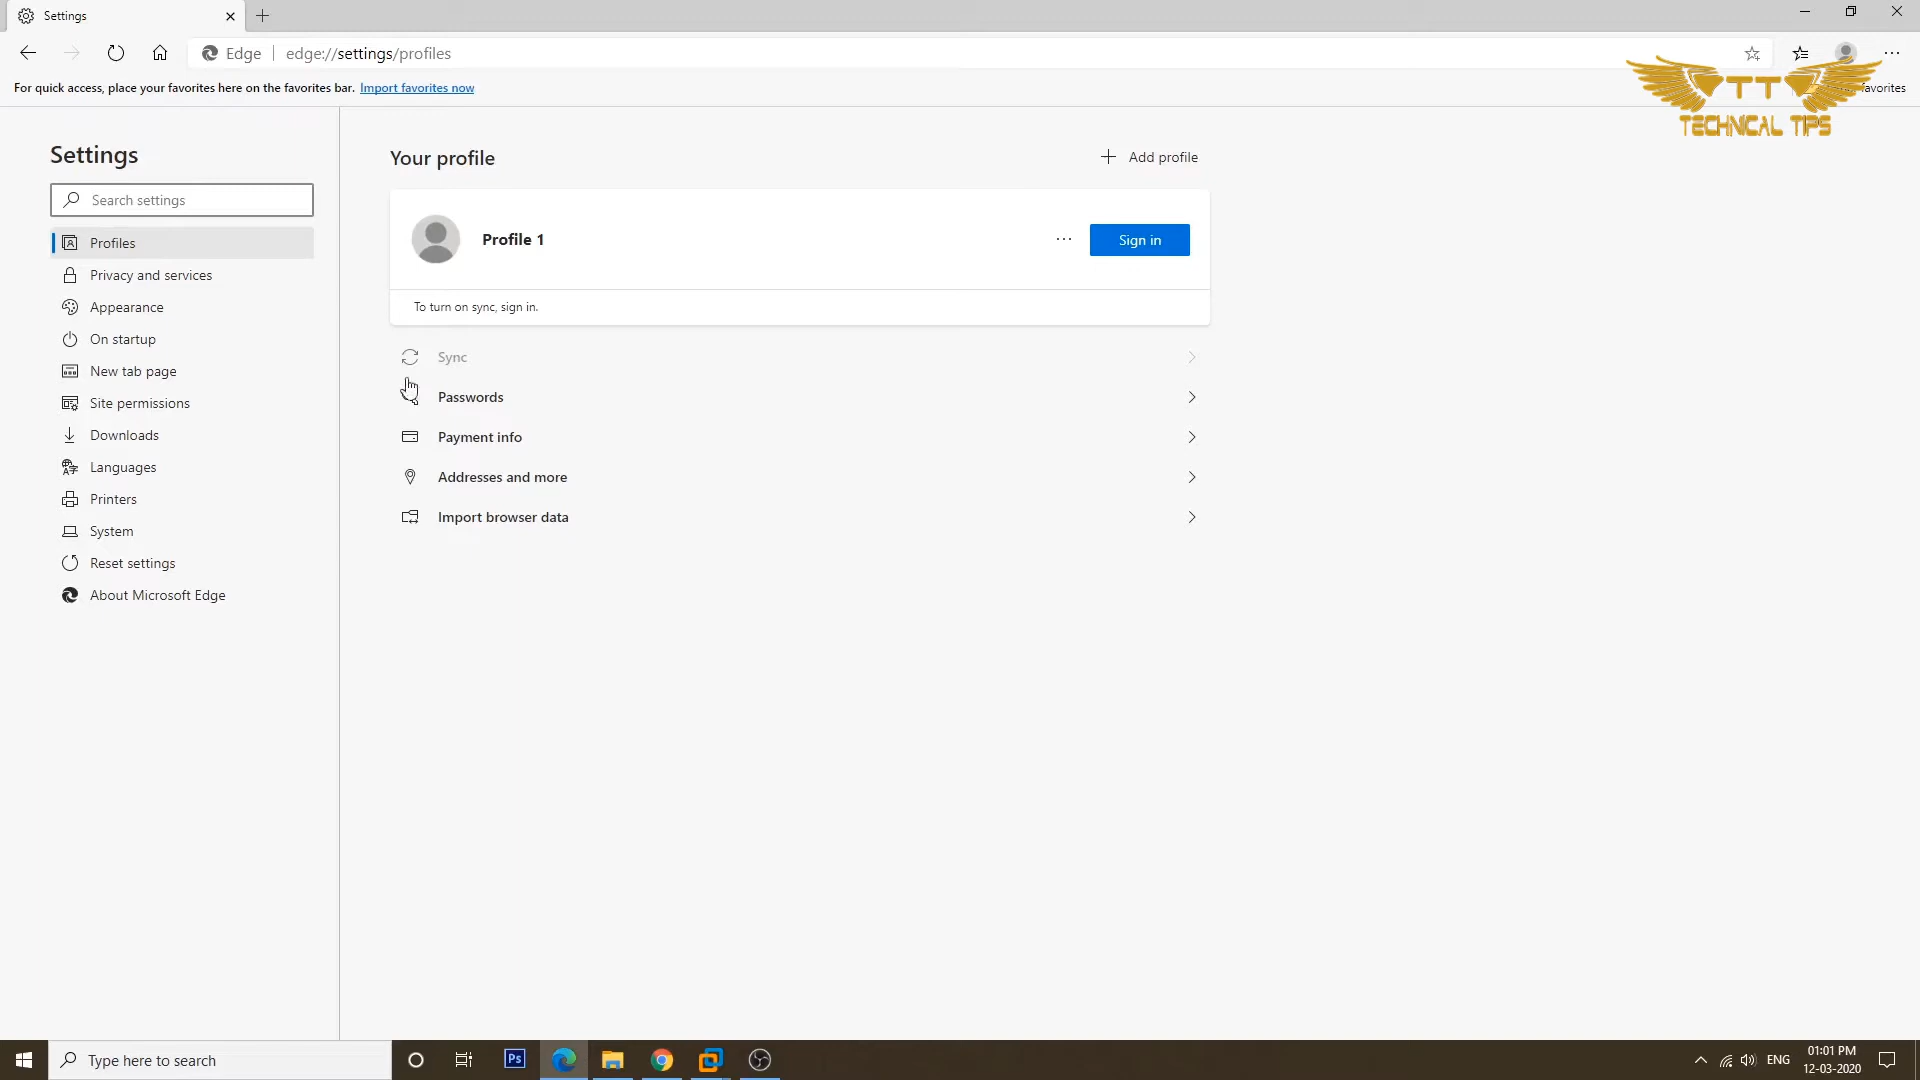 Settings
Edge
edge://settings/profiles
For quick access, place your favorites here on the favorites bar. Import favorites now
favorites
TT
TECHNICAL TIPS
Settings
Search settings
Profiles
Privacy and services
Appearance
On startup
New tab page
Site permissions
Downloads
Languages
Printers
System
Reset settings
About Microsoft Edge
Your profile
Add profile
Profile 1
Sign in
To turn on sync, sign in.
Sync
Passwords
Payment info
Addresses and more
Import browser data
Type here to search
Ps
ENG
01:01 PM
12-03-2020